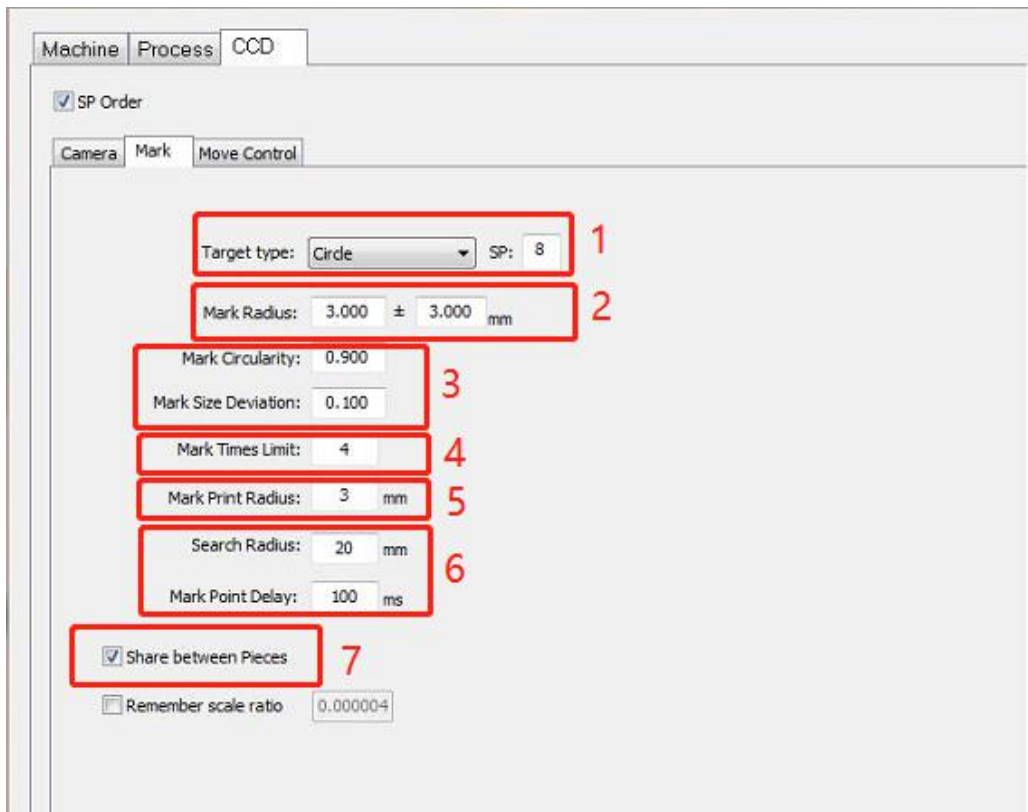 Machine Process CCD
SP Order
Camera Mark Move Control
Target type: Circle SP: 8 1
Mark Radius: 3.000 ± 3.000 mm 2
Mark Circularity: 0.900
3
Mark Size Deviation: 0.100
Mark Times Limit: 4 4
Mark Print Radius: 3 mm 5
Search Radius: 20 mm
6
Mark Point Delay: 100 ms
Share between Pieces 7
Remember scale ratio 0.000004